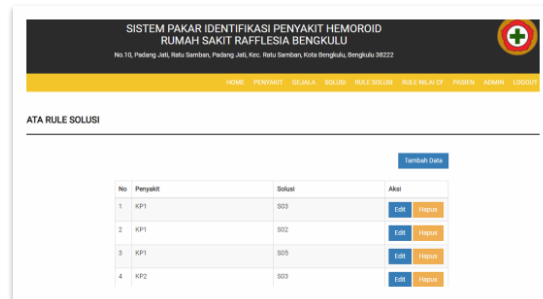 SISTEM PAKAR IDENTIFIKASI PENYAKIT HEMOROID
RUMAH SAKIT RAFFLESIA BENGKULU
No.10, Padang Jati, Ratu Samban, Padang Jati, Kec. Ratu Samban, Kota Bengkulu, Bengkulu 38222
HOME PENYAKIT GEJALA SOLUSI RULE SOLUSI RULE NILAI CF PASIEN ADMIN LOGOUT
ATA RULE SOLUSI
Tambah Data
No Penyakit Solusi Aksi
1 KP1 S03 Edit Hapus
2 KP1 S02 Edit Hapus
3 KP1 S05 Edit Hapus
4 KP2 S03 Edit Hapus